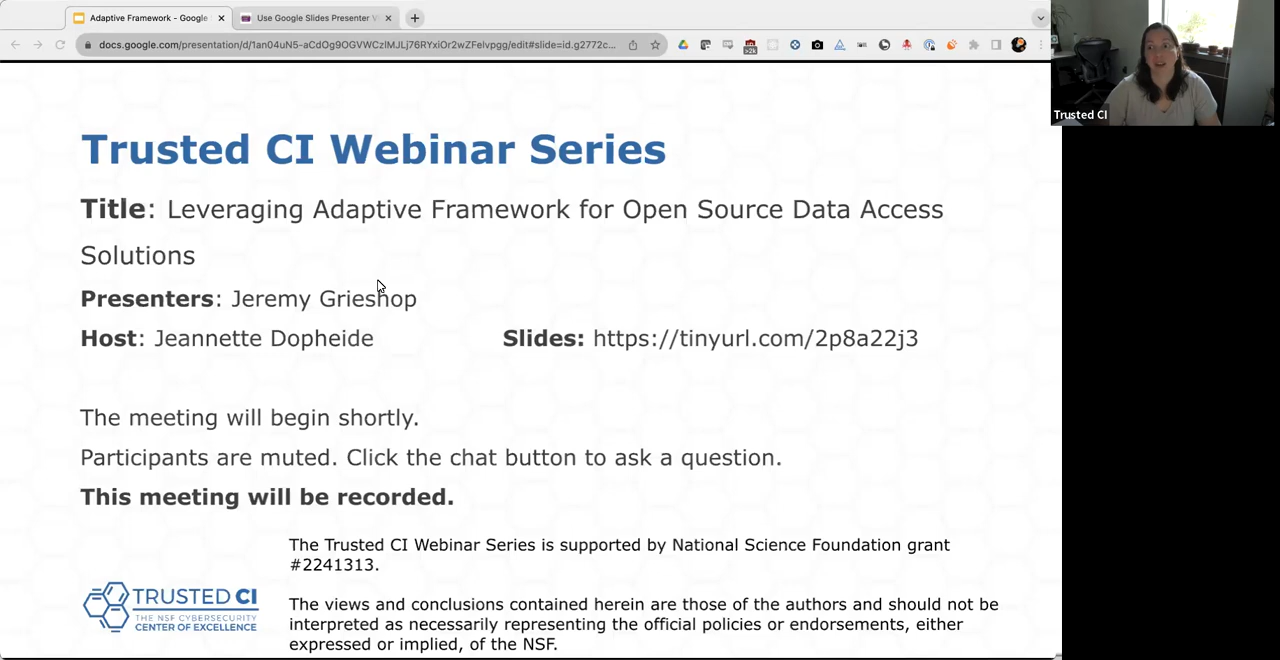 Adaptive Framework - Google
Use Google Slides Presenter V
docs.google.com/presentation/d/1an04uN5-aCdOg9OGVWCzlMJLj76RYxiOr2wZFelvpgg/edit#slide=id.g2772c...
>2k
Trusted CI
Trusted CI Webinar Series
Title: Leveraging Adaptive Framework for Open Source Data Access
Solutions
Presenters: Jeremy Grieshop
Host: Jeannette Dopheide
Slides: https://tinyurl.com/2p8a22j3
The meeting will begin shortly.
Participants are muted. Click the chat button to ask a question.
This meeting will be recorded.
The Trusted CI Webinar Series is supported by National Science Foundation grant
#2241313.
TRUSTED CI
THE NSF CYBERSECURITY
CENTER OF EXCELLENCE
The views and conclusions contained herein are those of the authors and should not be
interpreted as necessarily representing the official policies or endorsements, either
expressed or implied, of the NSF.